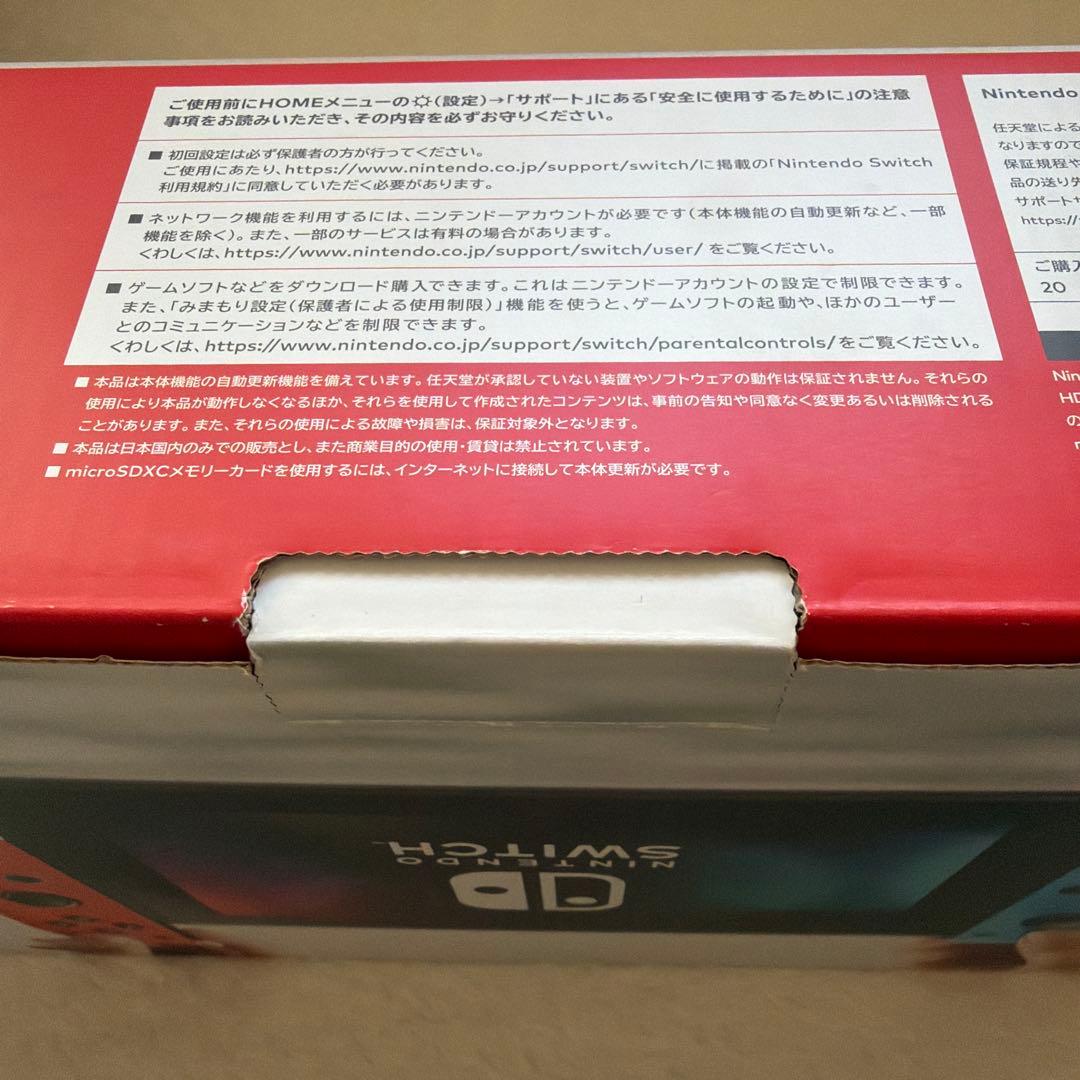 ご使用前にHOMEメニューの(設定)→「サポート」にある「安全に使用するために」の注意
事項をお読みいただき、その内容を必ずお守りください。
■ 初回設定は必ず保護者の方が行ってください。
ご使用にあたり、https://www.nintendo.co.jp/support/switch/に掲載の「Nintendo Switch
利用規約」に同意していただく必要があります。
■ ネットワーク機能を利用するには、ニンテンドーアカウントが必要です(本体機能の自動更新など、一部
機能を除く)。また、一部のサービスは有料の場合があります。
くわしくは、https://www.nintendo.co.jp/support/switch/user/ をご覧ください。
■ ゲームソフトなどをダウンロード購入できます。これはニンテンドーアカウントの設定で制限できます。
また、「みまもり設定(保護者による使用制限)」機能を使うと、ゲームソフトの起動や、ほかのユーザー
とのコミュニケーションなどを制限できます。
くわしくは、https://www.nintendo.co.jp/support/switch/parentalcontrols/をご覧ください。
■ 本品は本体機能の自動更新機能を備えています。任天堂が承認していない装置やソフトウェアの動作は保証されません。それらの
使用により本品が動作しなくなるほか、それらを使用して作成されたコンテンツは、事前の告知や同意なく変更あるいは削除される
ことがあります。また、それらの使用による故障や損害は、保証対象外となります。
■ 本品は日本国内のみでの販売とし、また商業目的の使用・賃貸は禁止されています。
■ microSDXCメモリーカードを使用するには、インターネットに接続して本体更新が必要です。
Nintendo
任天堂による
なりますので
保証規程や
品の送り先
サポートサ
https://
ご購入
20
Nin
HD
の
NINTENDO
SWITCH